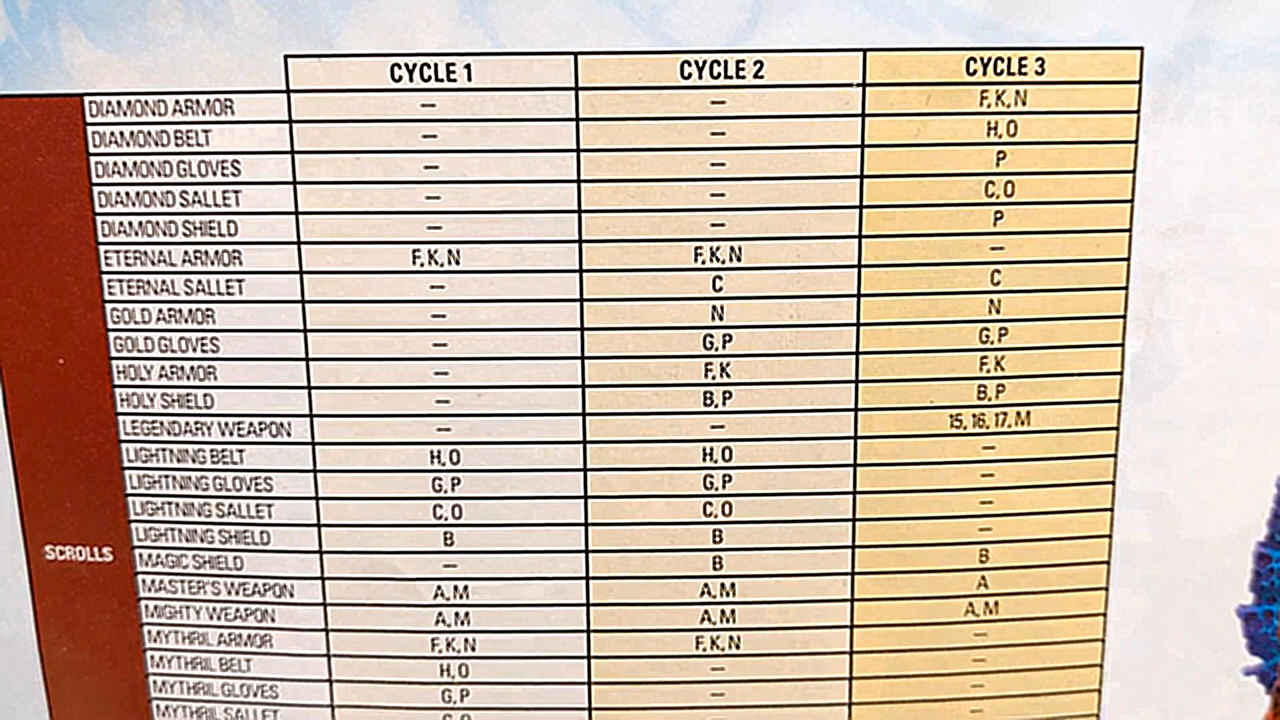 CYCLE 1 CYCLE 2 CYCLE 3
DIAMOND ARMOR — — F, K, N
DIAMOND BELT — — H, O
DIAMOND GLOVES — — P
DIAMOND SALLET — — C, O
DIAMOND SHIELD — — P
ETERNAL ARMOR F, K, N F, K, N —
ETERNAL SALLET — C C
GOLD ARMOR — N N
GOLD GLOVES — G, P G, P
HOLY ARMOR — F, K F, K
HOLY SHIELD — B, P B, P
LEGENDARY WEAPON — — 15, 16, 17, M
LIGHTNING BELT H, O H, O —
LIGHTNING GLOVES G, P G, P —
LIGHTNING SALLET C, O C, O —
LIGHTNING SHIELD B B —
SCROLLS
MAGIC SHIELD — B B
MASTER'S WEAPON A, M A, M A
MIGHTY WEAPON A, M A, M A, M
MYTHRIL ARMOR F, K, N F, K, N —
MYTHRIL BELT H, O — —
MYTHRIL GLOVES G, P — —
MYTHRIL SALLET C, O — —